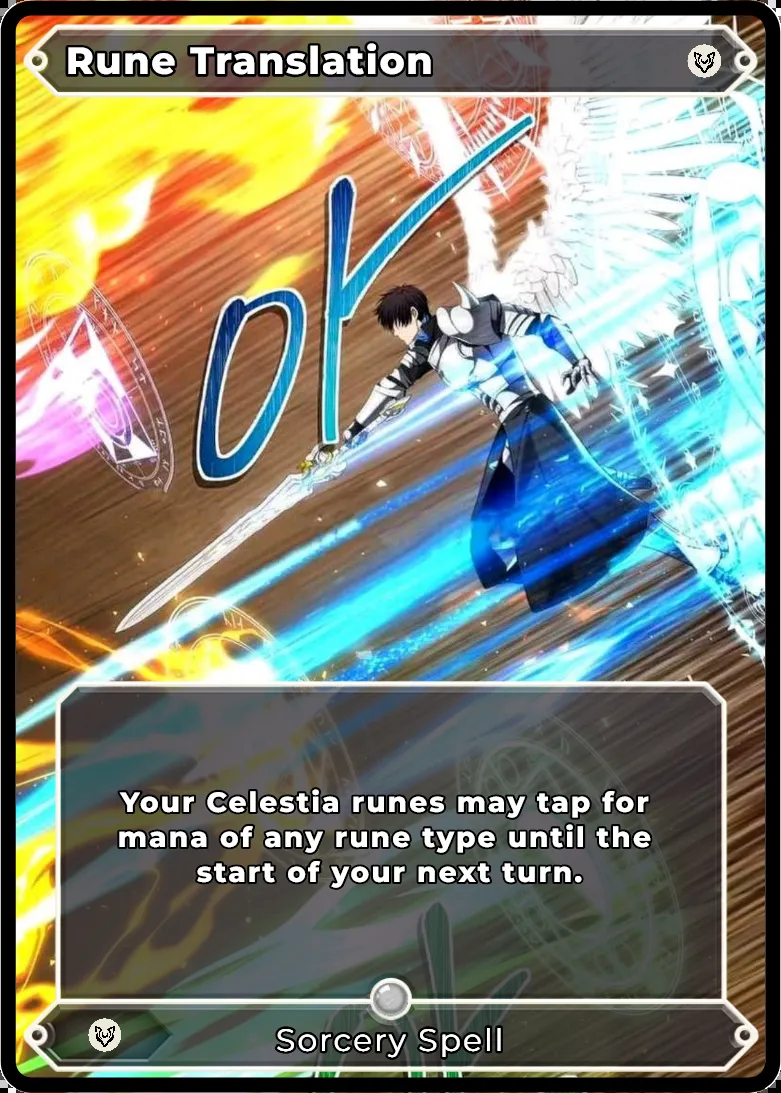 Rune Translation
Your Celestia runes may tap for
mana of any rune type until the
start of your next turn.
Sorcery Spell